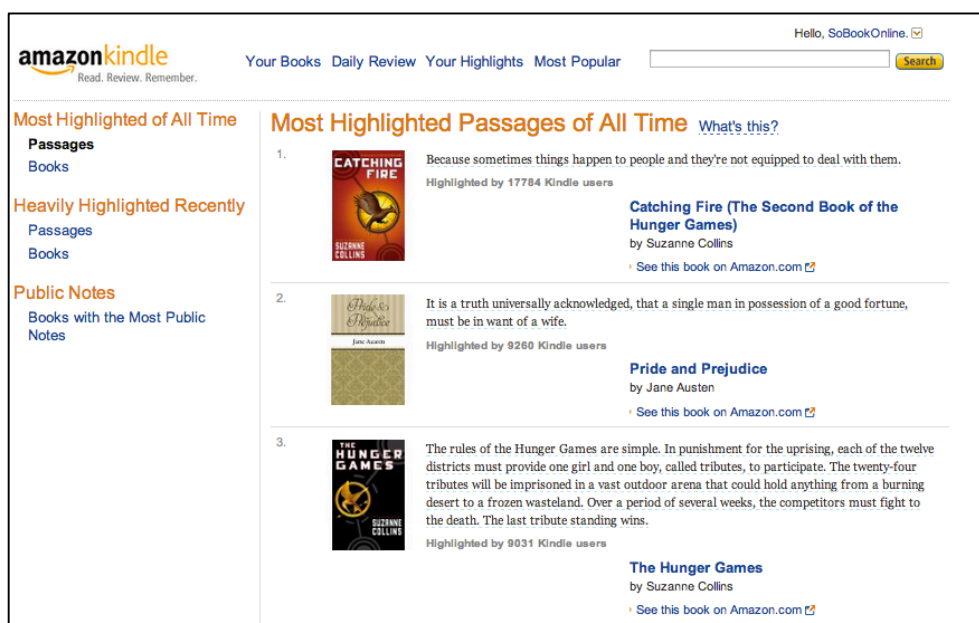 Hello, SoBookOnline.
amazonkindle
Read. Review. Remember.
Your Books Daily Review Your Highlights Most Popular
Search
Most Highlighted of All Time
Passages
Books
Heavily Highlighted Recently
Passages
Books
Public Notes
Books with the Most Public
Notes
Most Highlighted Passages of All Time What's this?
1.
CATCHING
FIRE
SUZANNE
COLLINS
Because sometimes things happen to people and they're not equipped to deal with them.
Highlighted by 17784 Kindle users
Catching Fire (The Second Book of the
Hunger Games)
by Suzanne Collins
See this book on Amazon.com
2.
Pride &
Prejudice
Jane Austen
It is a truth universally acknowledged, that a single man in possession of a good fortune,
must be in want of a wife.
Highlighted by 9260 Kindle users
Pride and Prejudice
by Jane Austen
See this book on Amazon.com
3.
THE
HUNGER
GAMES
SUZANNE
COLLINS
The rules of the Hunger Games are simple. In punishment for the uprising, each of the twelve
districts must provide one girl and one boy, called tributes, to participate. The twenty-four
tributes will be imprisoned in a vast outdoor arena that could hold anything from a burning
desert to a frozen wasteland. Over a period of several weeks, the competitors must fight to
the death. The last tribute standing wins.
Highlighted by 9031 Kindle users
The Hunger Games
by Suzanne Collins
See this book on Amazon.com